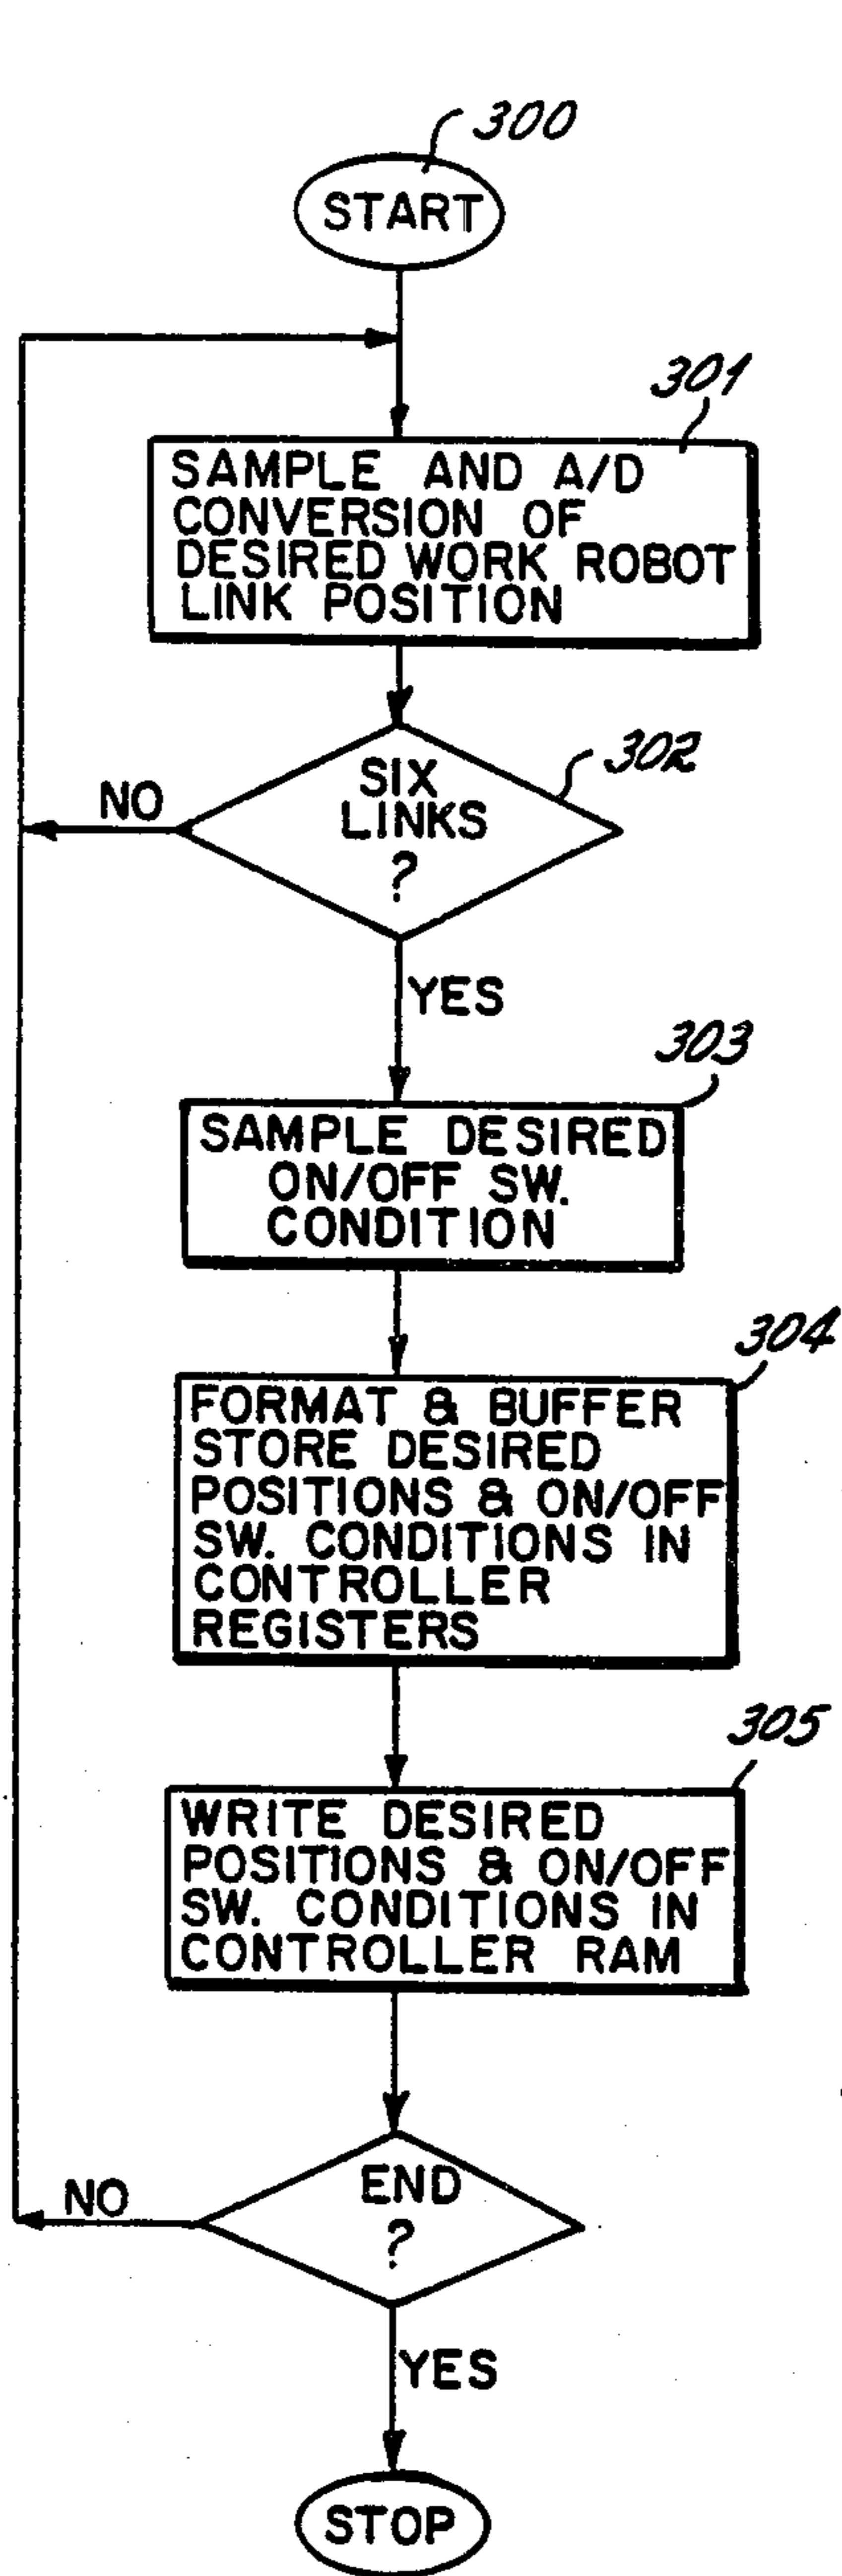 300
START
301
SAMPLE AND A/D
CONVERSION OF
DESIRED WORK ROBOT
LINK POSITION
302
SIX
LINKS
?
NO
YES
303
SAMPLE DESIRED
ON/OFF SW.
CONDITION
304
FORMAT & BUFFER
STORE DESIRED
POSITIONS & ON/OFF
SW. CONDITIONS IN
CONTROLLER
REGISTERS
305
WRITE DESIRED
POSITIONS & ON/OFF
SW. CONDITIONS IN
CONTROLLER RAM
END
?
NO
YES
STOP